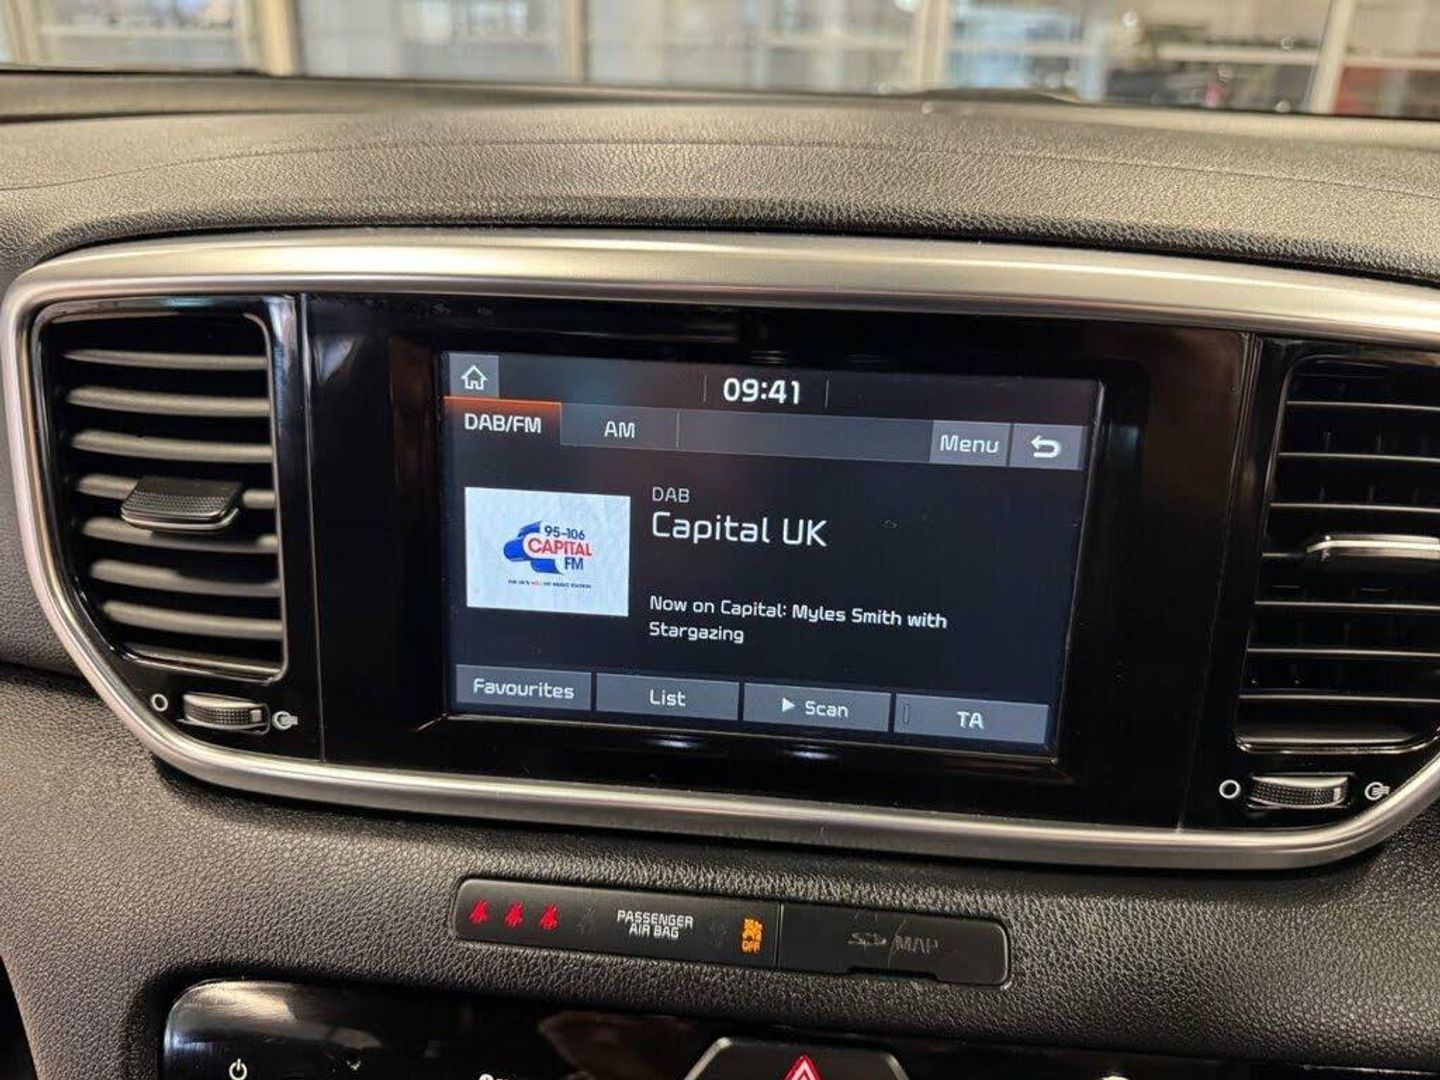 09:41
DAB/FM
AM
Menu
DAB
Capital UK
95-106
CAPITAL
FM
Now on Capital: Myles Smith with
Stargazing
Favourites
List
Scan
TA
PASSENGER
AIR BAG
OFF
MAP